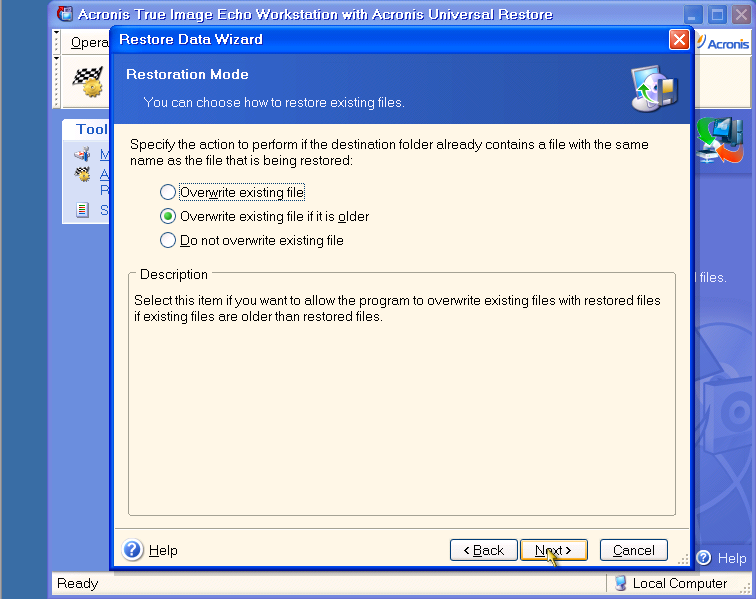 Acronis True Image Echo Workstation with Acronis Universal Restore
Opera
Acronis
Tool
M
A
R
S
Restore Data Wizard
Restoration Mode
You can choose how to restore existing files.
Specify the action to perform if the destination folder already contains a file with the same
name as the file that is being restored:
Overwrite existing file
Overwrite existing file if it is older
Do not overwrite existing file
Description
Select this item if you want to allow the program to overwrite existing files with restored files
if existing files are older than restored files.
files.
Help
< Back
Next >
Cancel
Help
Ready
Local Computer